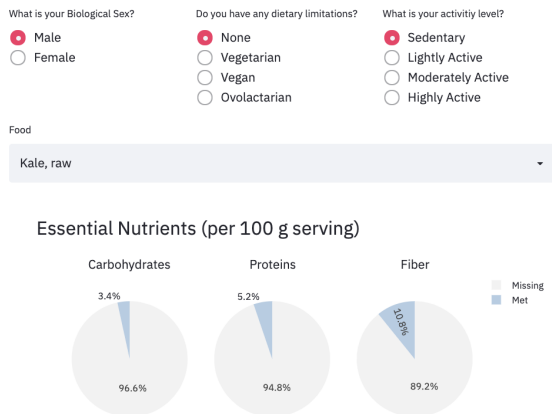 What is your Biological Sex?
Do you have any dietary limitations?
What is your activitiy level?
Male
Female
None
Vegetarian
Vegan
Ovolactarian
Sedentary
Lightly Active
Moderately Active
Highly Active
Food
Kale, raw
Essential Nutrients (per 100 g serving)
Carbohydrates
Proteins
Fiber
Missing
Met
3.4%
96.6%
5.2%
94.8%
10.8%
89.2%